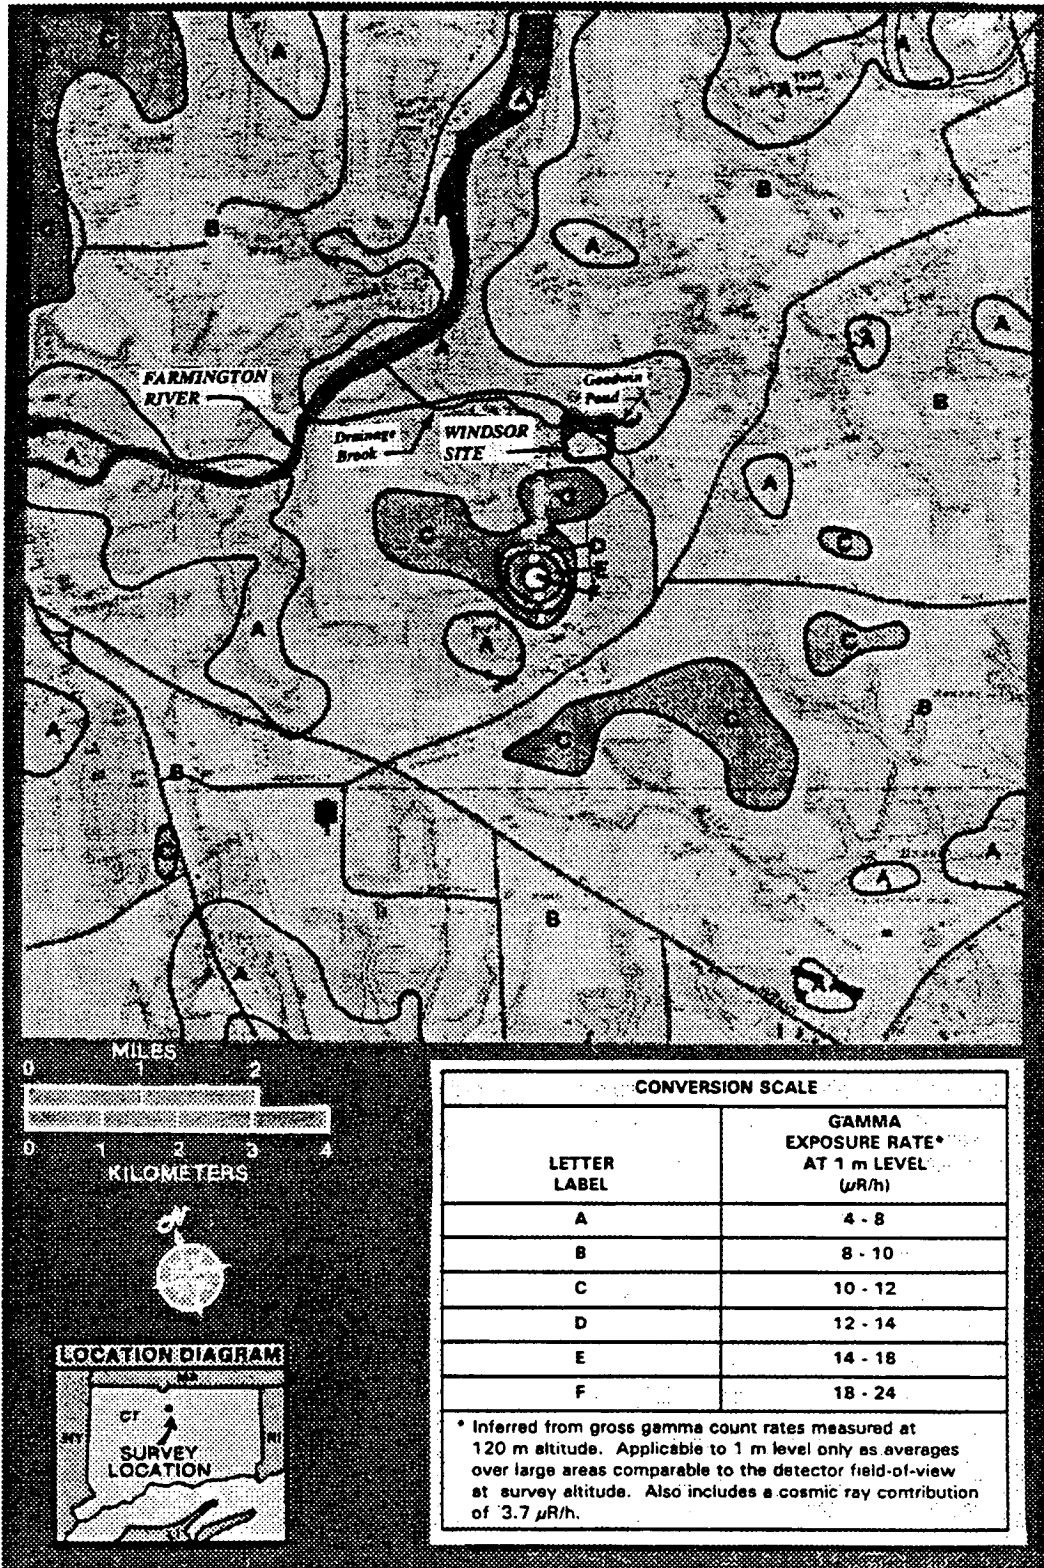 C
A
A
A
A
B
B
A
A
A
A
B
FARMINGTON
RIVER
Goodwin
Pond
Drainage
Brook
WINDSOR
SITE
A
A
C
C
C
A
A
C
C
C
B
A
B
A
A
B
A
MILES
0 1 2
0 1 2 3 4
KILOMETERS
N
LOCATION DIAGRAM
MA
NY
CT
RI
SURVEY
LOCATION
CONVERSION SCALE
LETTER
LABEL
GAMMA
EXPOSURE RATE*
AT 1 m LEVEL
(µR/h)
A 4 - 8
B 8 - 10
C 10 - 12
D 12 - 14
E 14 - 18
F 18 - 24
* Inferred from gross gamma count rates measured at
120 m altitude. Applicable to 1 m level only as averages
over large areas comparable to the detector field-of-view
at survey altitude. Also includes a cosmic ray contribution
of 3.7 µR/h.